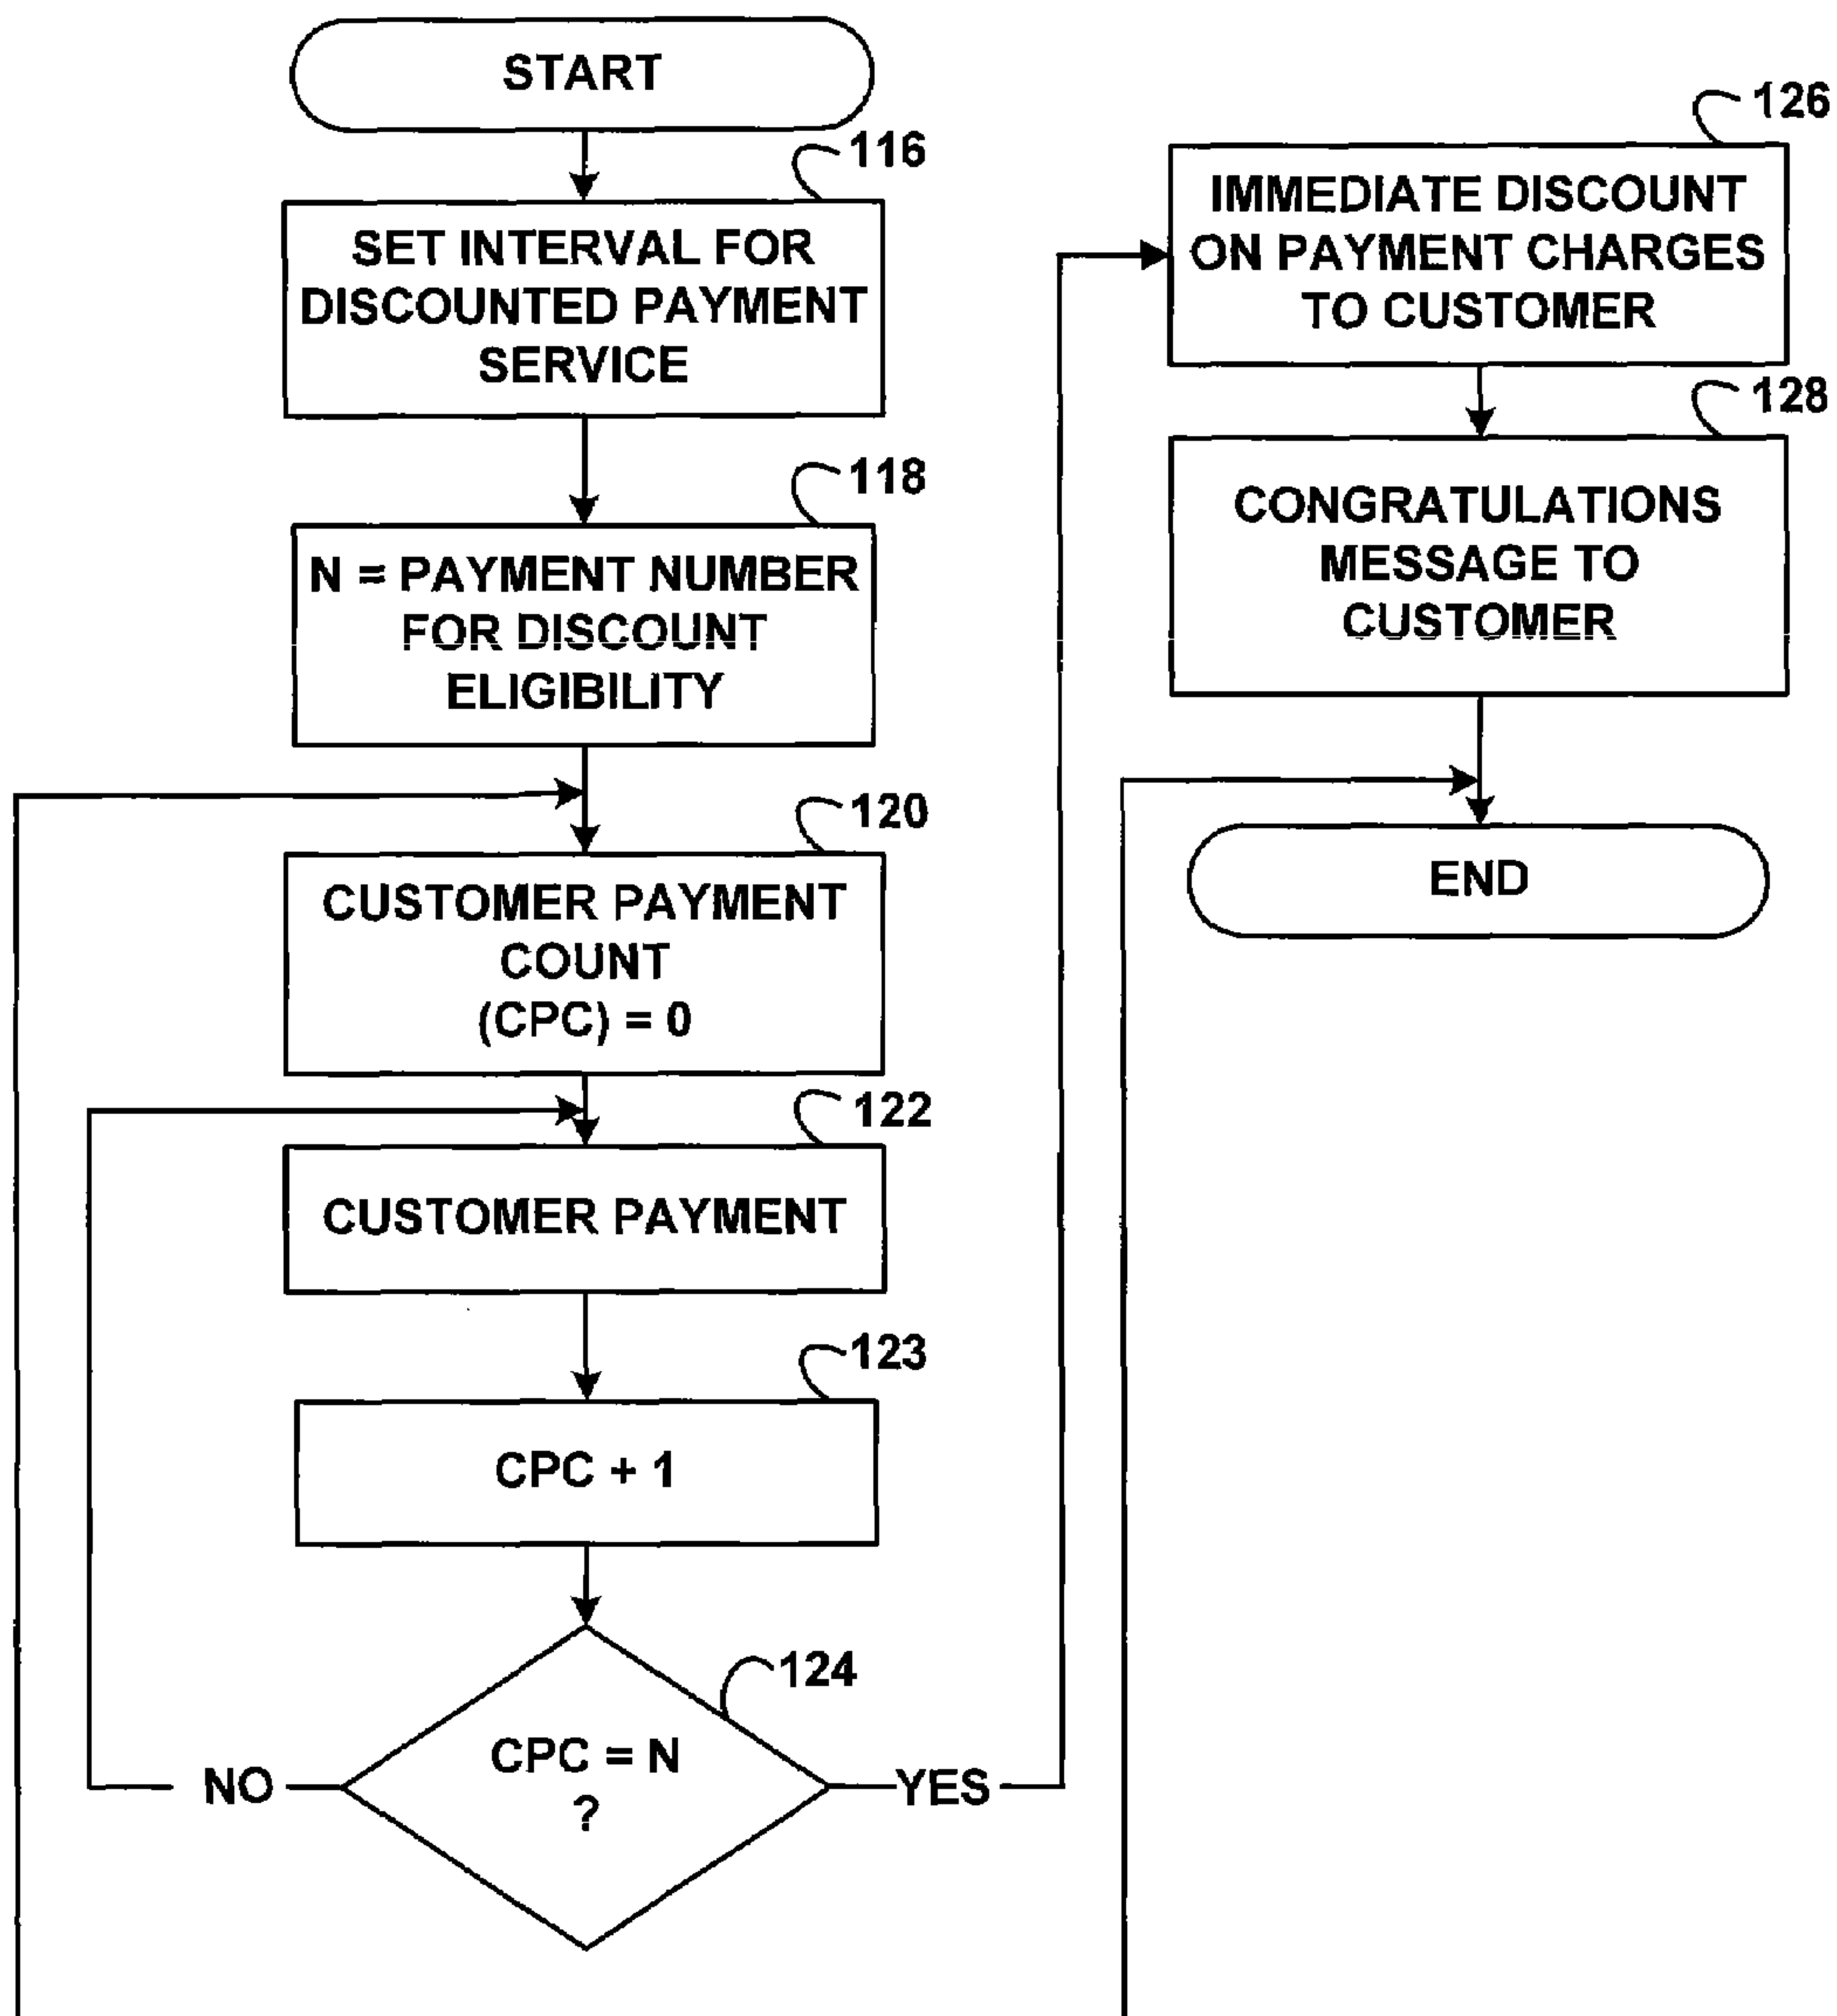 START
116
SET INTERVAL FOR
DISCOUNTED PAYMENT
SERVICE
118
N = PAYMENT NUMBER
FOR DISCOUNT
ELIGIBILITY
120
CUSTOMER PAYMENT
COUNT
(CPC) = 0
122
CUSTOMER PAYMENT
123
CPC + 1
124
CPC = N
?
NO
YES
126
IMMEDIATE DISCOUNT
ON PAYMENT CHARGES
TO CUSTOMER
128
CONGRATULATIONS
MESSAGE TO
CUSTOMER
END